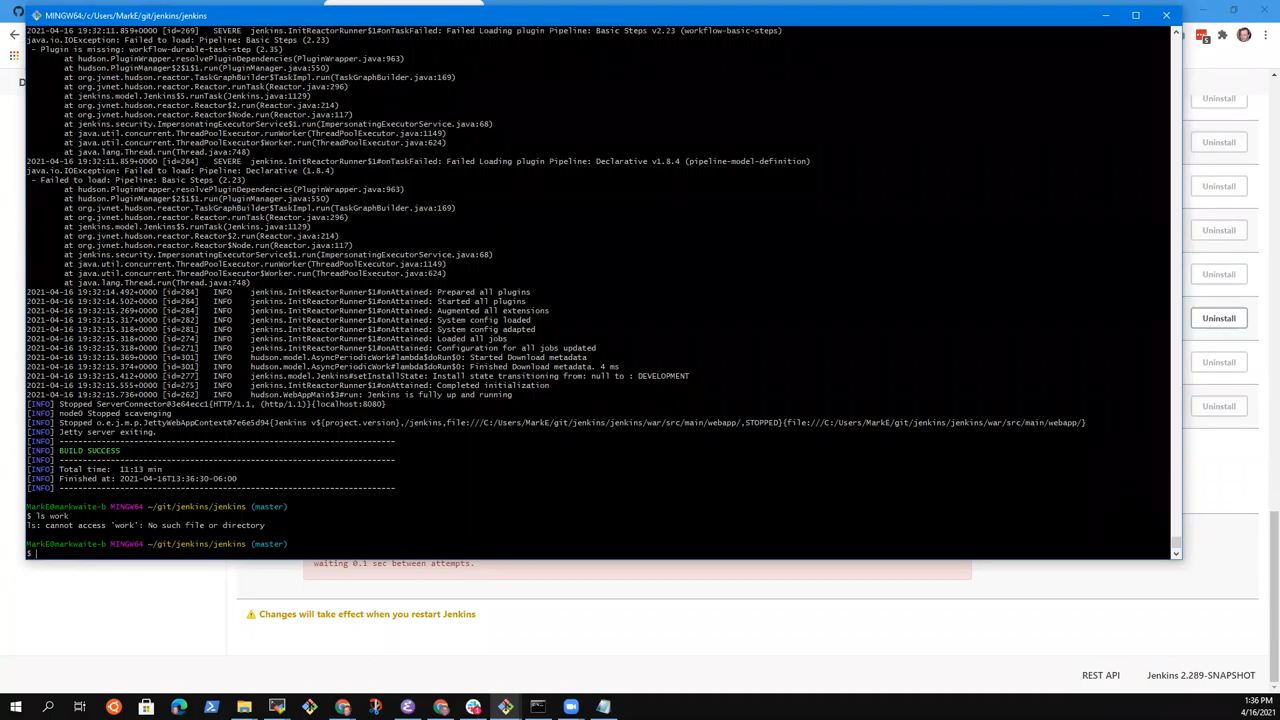 MINGW64:/c/Users/MarkE/git/jenkins/jenkins
2021-04-16 19:32:11.859+0000 [id=269]   SEVERE  jenkins.InitReactorRunner$1#onTaskFailed: Failed Loading plugin Pipeline: Basic Steps v2.23 (workflow-basic-steps)
java.io.IOException: Failed to load: Pipeline: Basic Steps (2.23)
 - Plugin is missing: workflow-durable-task-step (2.35)
at hudson.PluginWrapper.resolvePluginDependencies(PluginWrapper.java:963)
at hudson.PluginManager$2$1$1.run(PluginManager.java:550)
at org.jvnet.hudson.reactor.TaskGraphBuilder$TaskImpl.run(TaskGraphBuilder.java:169)
at org.jvnet.hudson.reactor.Reactor.runTask(Reactor.java:296)
at jenkins.model.Jenkins$5.runTask(Jenkins.java:1129)
at org.jvnet.hudson.reactor.Reactor$2.run(Reactor.java:214)
at org.jvnet.hudson.reactor.Reactor$Node.run(Reactor.java:117)
at jenkins.security.ImpersonatingExecutorService$1.run(ImpersonatingExecutorService.java:68)
at java.util.concurrent.ThreadPoolExecutor.runWorker(ThreadPoolExecutor.java:1149)
at java.util.concurrent.ThreadPoolExecutor$Worker.run(ThreadPoolExecutor.java:624)
at java.lang.Thread.run(Thread.java:748)
2021-04-16 19:32:11.859+0000 [id=284]   SEVERE  jenkins.InitReactorRunner$1#onTaskFailed: Failed Loading plugin Pipeline: Declarative v1.8.4 (pipeline-model-definition)
java.io.IOException: Failed to load: Pipeline: Declarative (1.8.4)
 - Failed to load: Pipeline: Basic Steps (2.23)
at hudson.PluginWrapper.resolvePluginDependencies(PluginWrapper.java:963)
at hudson.PluginManager$2$1$1.run(PluginManager.java:550)
at org.jvnet.hudson.reactor.TaskGraphBuilder$TaskImpl.run(TaskGraphBuilder.java:169)
at org.jvnet.hudson.reactor.Reactor.runTask(Reactor.java:296)
at jenkins.model.Jenkins$5.runTask(Jenkins.java:1129)
at org.jvnet.hudson.reactor.Reactor$2.run(Reactor.java:214)
at org.jvnet.hudson.reactor.Reactor$Node.run(Reactor.java:117)
at jenkins.security.ImpersonatingExecutorService$1.run(ImpersonatingExecutorService.java:68)
at java.util.concurrent.ThreadPoolExecutor.runWorker(ThreadPoolExecutor.java:1149)
at java.util.concurrent.ThreadPoolExecutor$Worker.run(ThreadPoolExecutor.java:624)
at java.lang.Thread.run(Thread.java:748)
2021-04-16 19:32:14.492+0000 [id=284]   INFO    jenkins.InitReactorRunner$1#onAttained: Prepared all plugins
2021-04-16 19:32:14.502+0000 [id=284]   INFO    jenkins.InitReactorRunner$1#onAttained: Started all plugins
2021-04-16 19:32:15.269+0000 [id=284]   INFO    jenkins.InitReactorRunner$1#onAttained: Augmented all extensions
2021-04-16 19:32:15.317+0000 [id=282]   INFO    jenkins.InitReactorRunner$1#onAttained: System config loaded
2021-04-16 19:32:15.318+0000 [id=281]   INFO    jenkins.InitReactorRunner$1#onAttained: System config adapted
2021-04-16 19:32:15.318+0000 [id=274]   INFO    jenkins.InitReactorRunner$1#onAttained: Loaded all jobs
2021-04-16 19:32:15.318+0000 [id=271]   INFO    jenkins.InitReactorRunner$1#onAttained: Configuration for all jobs updated
2021-04-16 19:32:15.369+0000 [id=301]   INFO    hudson.model.AsyncPeriodicWork#lambda$doRun$0: Started Download metadata
2021-04-16 19:32:15.374+0000 [id=301]   INFO    hudson.model.AsyncPeriodicWork#lambda$doRun$0: Finished Download metadata. 4 ms
2021-04-16 19:32:15.412+0000 [id=277]   INFO    jenkins.model.Jenkins#setInstallState: Install state transitioning from: null to : DEVELOPMENT
2021-04-16 19:32:15.555+0000 [id=275]   INFO    jenkins.InitReactorRunner$1#onAttained: Completed initialization
2021-04-16 19:32:15.736+0000 [id=262]   INFO    hudson.WebAppMain$3#run: Jenkins is fully up and running
[INFO] Stopped ServerConnector@3e64ecc1{HTTP/1.1, (http/1.1)}{localhost:8080}
[INFO] node0 Stopped scavenging
[INFO] Stopped o.e.j.m.p.JettyWebAppContext@7e6e5d94{Jenkins v${project.version},/jenkins,file:///C:/Users/MarkE/git/jenkins/jenkins/war/src/main/webapp/,STOPPED}{file:///C:/Users/MarkE/git/jenkins/jenkins/war/src/main/webapp/}
[INFO] Jetty server exiting.
[INFO] ------------------------------------------------------------------------
[INFO] BUILD SUCCESS
[INFO] ------------------------------------------------------------------------
[INFO] Total time:  11:13 min
[INFO] Finished at: 2021-04-16T13:36:30-06:00
[INFO] ------------------------------------------------------------------------
MarkE@markwaite-b MINGW64 ~/git/jenkins/jenkins (master)
$ ls work
ls: cannot access 'work': No such file or directory
MarkE@markwaite-b MINGW64 ~/git/jenkins/jenkins (master)
$
D
5
Uninstall
Uninstall
Uninstall
Uninstall
Uninstall
Uninstall
Uninstall
Uninstall
waiting 0.1 sec between attempts.
Changes will take effect when you restart Jenkins
REST API
Jenkins 2.289-SNAPSHOT
1:36 PM
4/16/2021